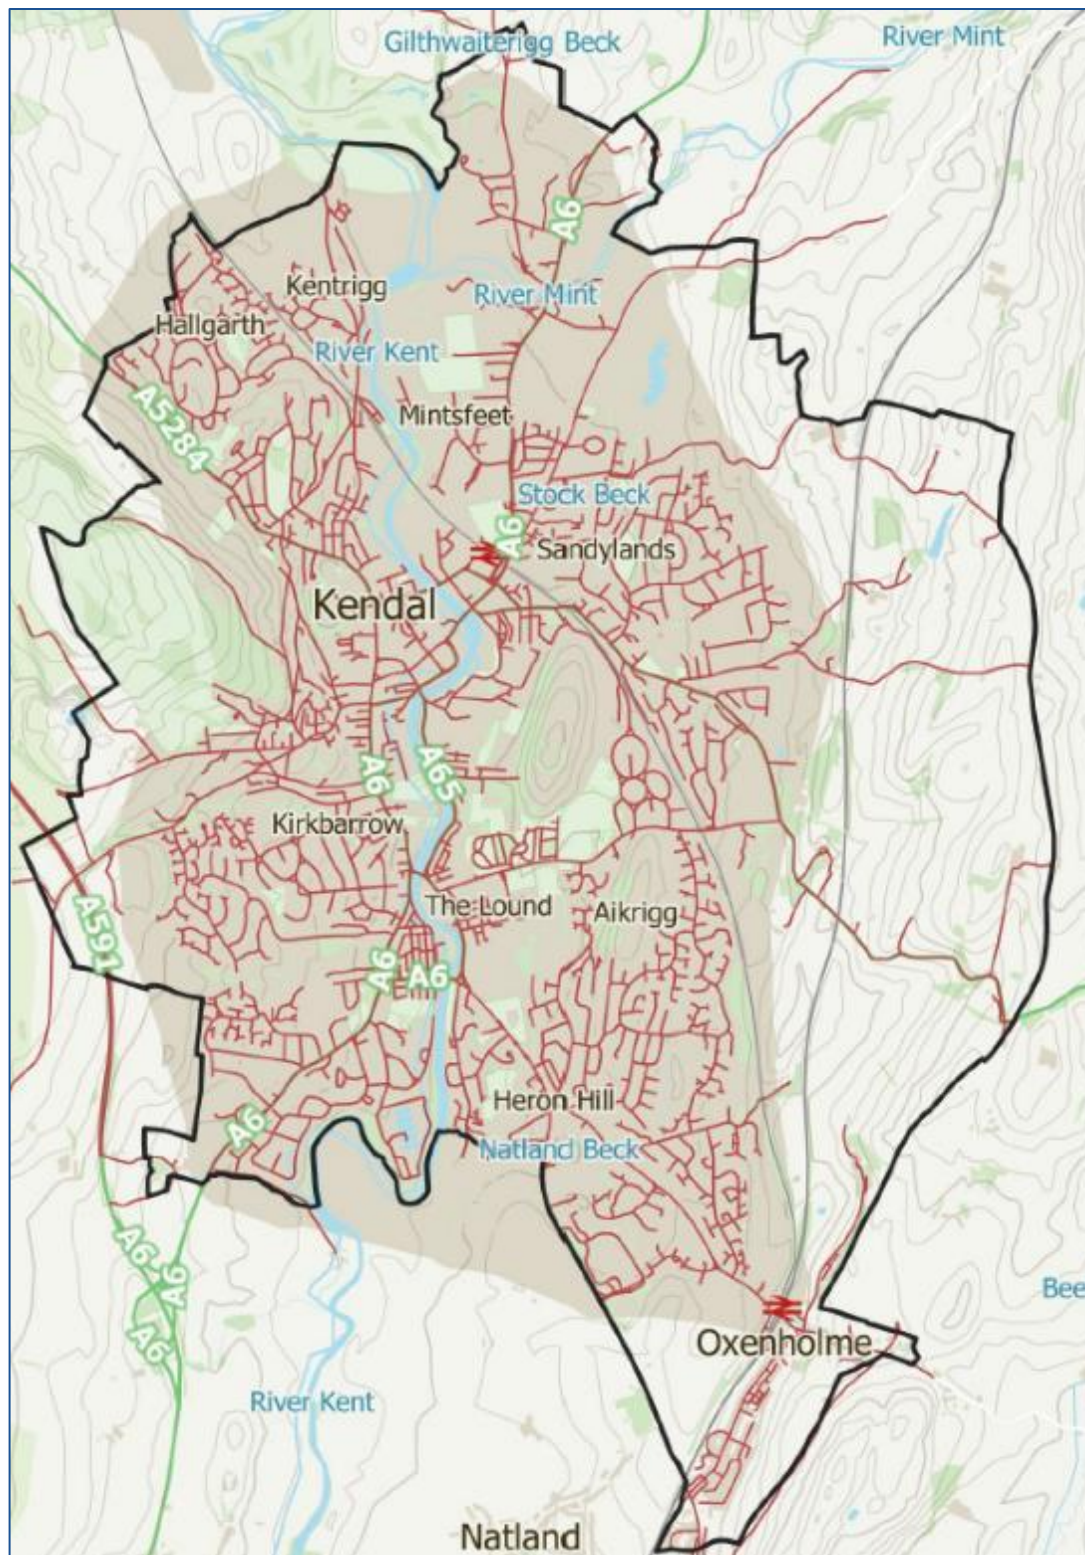 Gilthwaiterigg Beck
River Mint
A6
Kentrigg
River Mint
Hallgarth
River Kent
A5284
Mintsfeet
Stock Beck
A6
Sandylands
Kendal
A6
A65
Kirkbarrow
The Lound
Aikrigg
A591
A6
A6
Heron Hill
A6
Natland Beck
A6
A6
A6
Bee
Oxenholme
River Kent
Natland